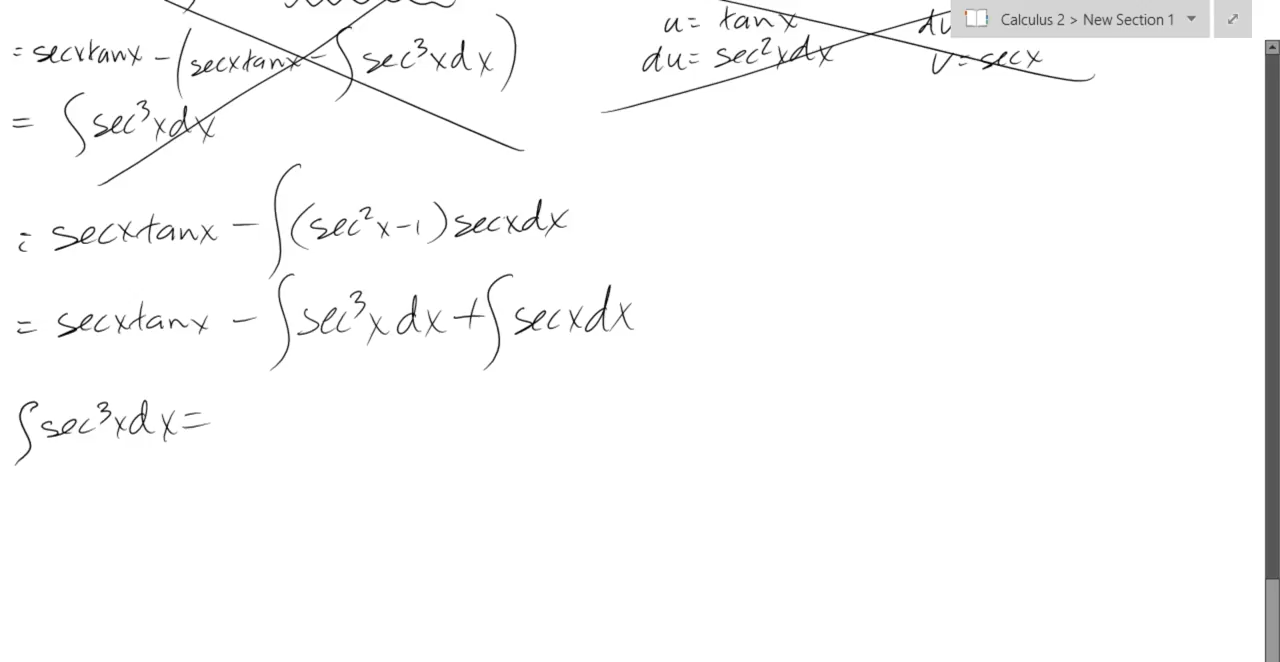 u = tanx
du
Calculus 2 > New Section 1
= secxtanx - (secxtanx - ∫sec³xdx)
du = sec²xdx
v = secx
= ∫sec³xdx
= secxtanx - ∫(sec²x-1)secxdx
= secxtanx - ∫sec³xdx + ∫secxdx
∫sec³xdx =